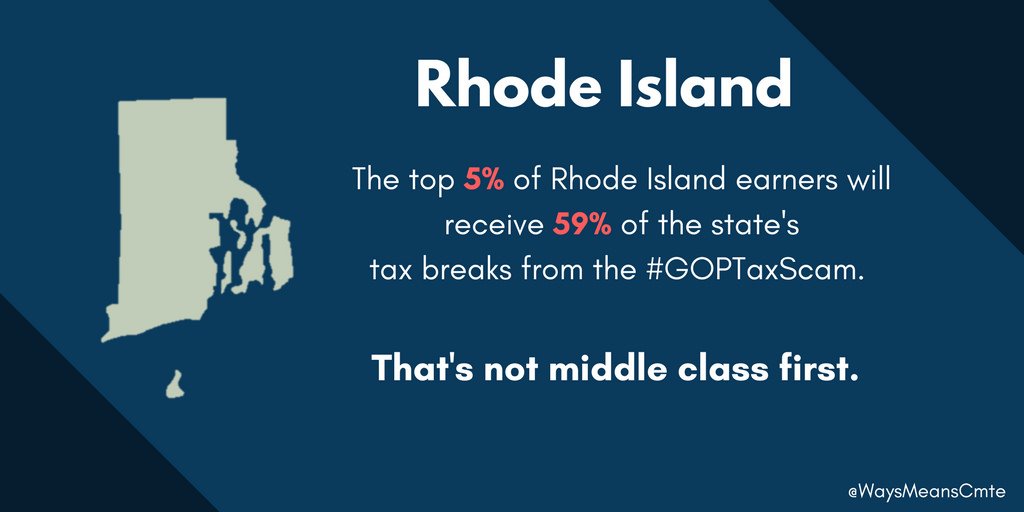 Rhode Island
The top 5% of Rhode Island earners will
receive 59% of the state's
tax breaks from the #GOPTaxScam.
That's not middle class first.
@WaysMeansCmte